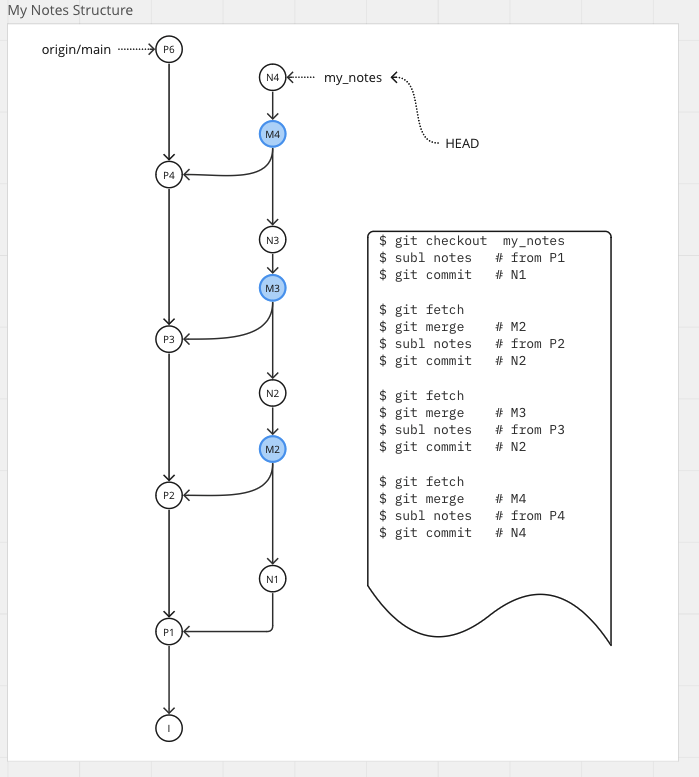 My Notes Structure
origin/main
P6
N4
my_notes
M4
HEAD
P4
N3
M3
P3
N2
M2
P2
N1
P1
I
$ git checkout  my_notes
$ subl notes   # from P1
$ git commit   # N1
$ git fetch
$ git merge    # M2
$ subl notes   # from P2
$ git commit   # N2
$ git fetch
$ git merge    # M3
$ subl notes   # from P3
$ git commit   # N2
$ git fetch
$ git merge    # M4
$ subl notes   # from P4
$ git commit   # N4